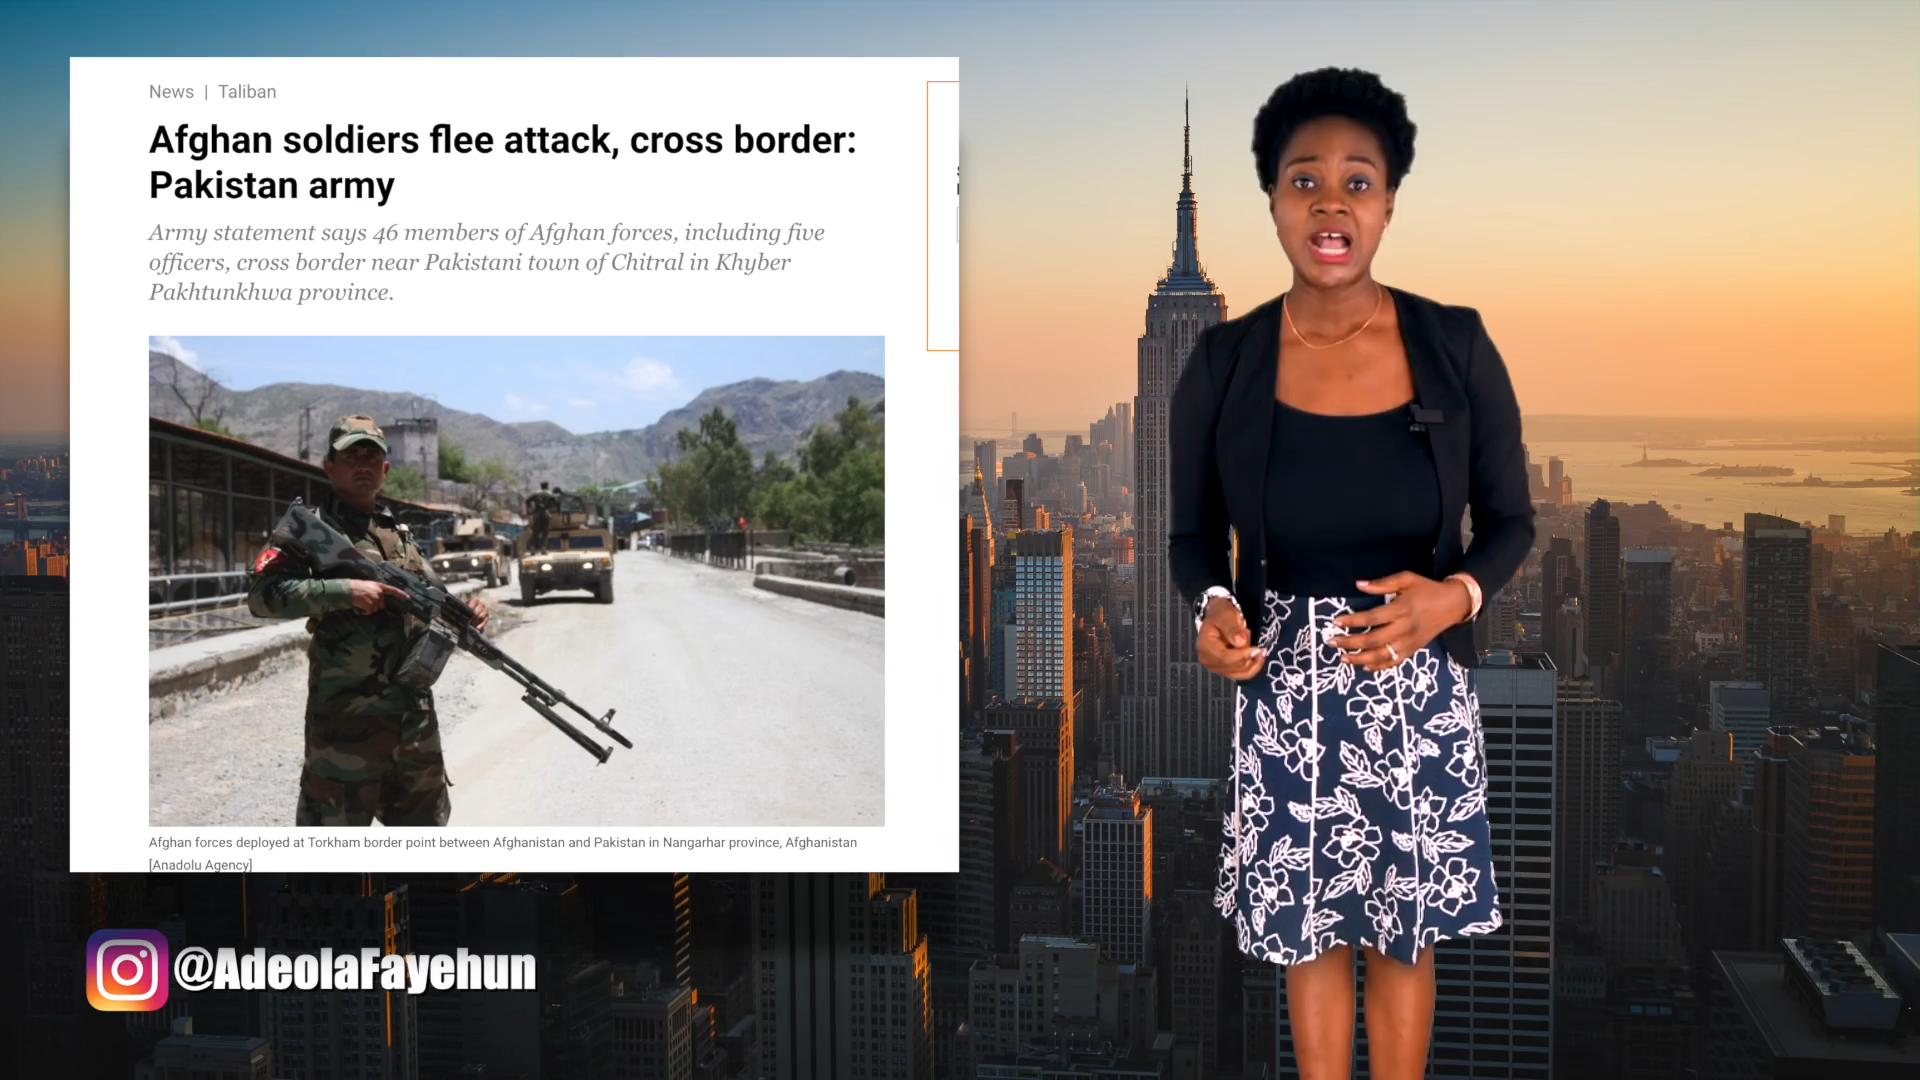 News | Taliban
Afghan soldiers flee attack, cross border:
Pakistan army
Army statement says 46 members of Afghan forces, including five
officers, cross border near Pakistani town of Chitral in Khyber
Pakhtunkhwa province.
Afghan forces deployed at Torkham border point between Afghanistan and Pakistan in Nangarhar province, Afghanistan
[Anadolu Agency]
@AdeolaFayehun